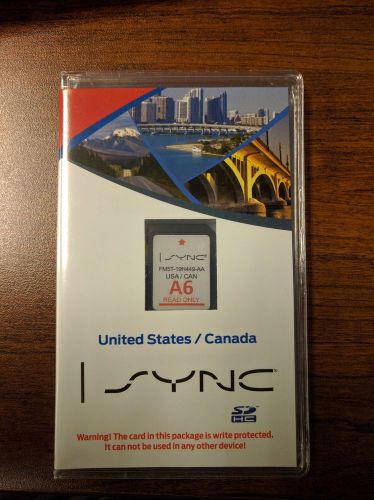 | SYNC®
FM5T-19H449-AA
USA / CAN
A6
READ ONLY
United States / Canada
| SYNC®
SD
HC
Warning! The card in this package is write protected.
It can not be used in any other device!